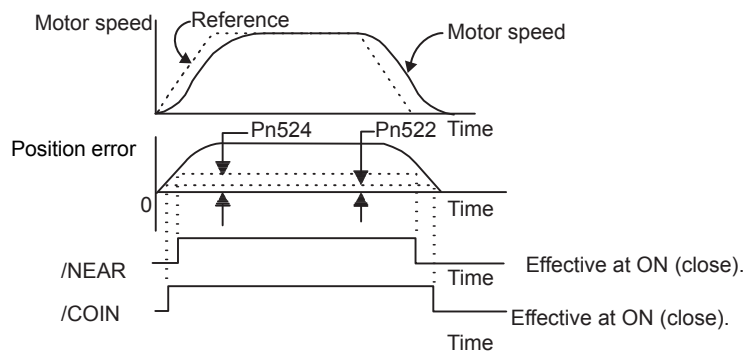 Motor speed
Reference
Motor speed
Time
Pn524
Pn522
Position error
0
Time
/NEAR
Time
Effective at ON (close).
/COIN
Effective at ON (close).
Time